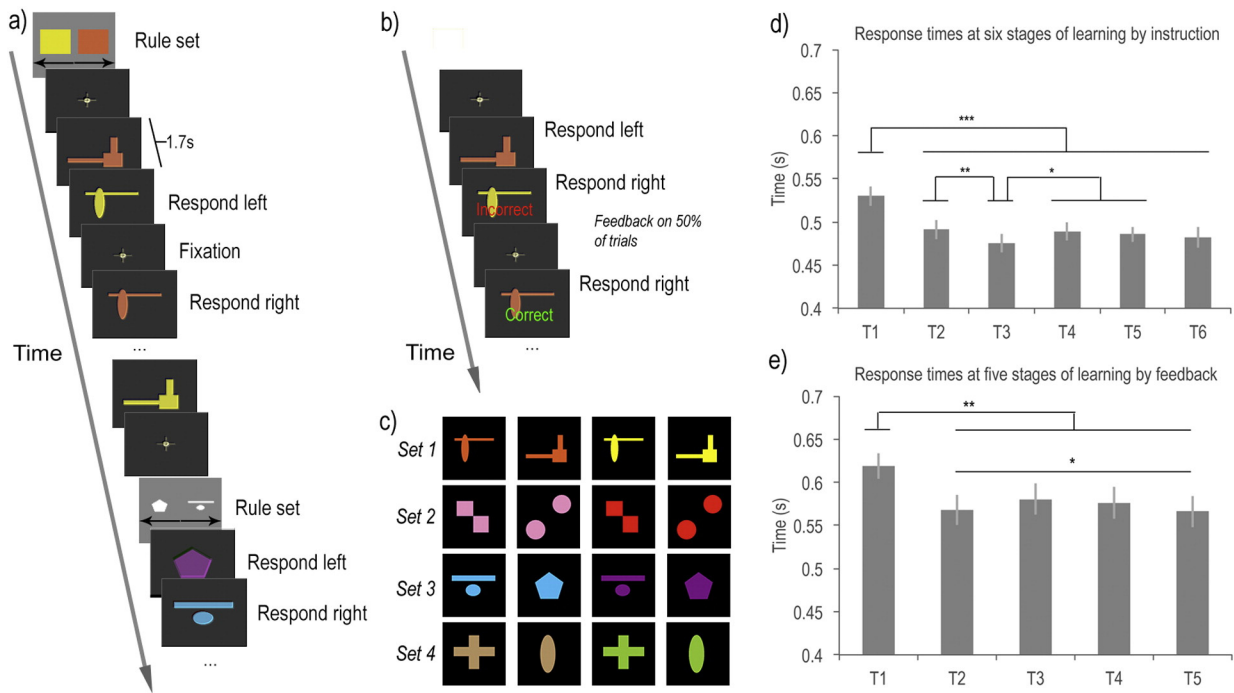 a)
Rule set
1.7s
Respond left
Fixation
Respond right
...
Time
Rule set
Respond left
Respond right
...
b)
Respond left
Respond right
Incorrect
Feedback on 50%
of trials
Respond right
Correct
...
Time
c)
Set 1
Set 2
Set 3
Set 4
d)
Response times at six stages of learning by instruction
0.7
0.65
0.6
0.55
0.5
0.45
0.4
Time (s)
***
** *
T1 T2 T3 T4 T5 T6
e)
Response times at five stages of learning by feedback
0.7
0.65
0.6
0.55
0.5
0.45
0.4
Time (s)
**
*
T1 T2 T3 T4 T5